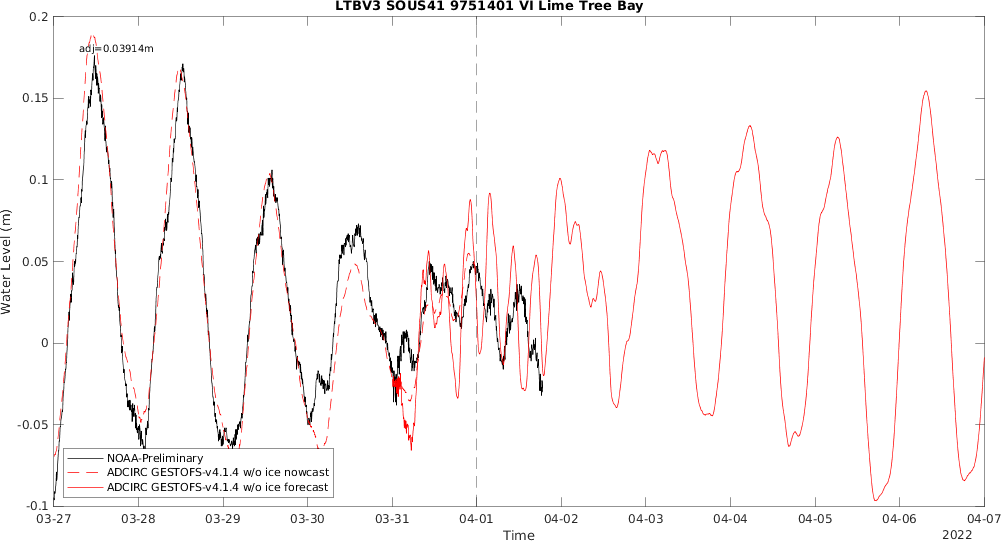 LTBV3 SOUS41 9751401 VI Lime Tree Bay
adj=0.03914m
Water Level (m)
0.2
0.15
0.1
0.05
0
-0.05
-0.1
NOAA-Preliminary
ADCIRC GESTOFS-v4.1.4 w/o ice nowcast
ADCIRC GESTOFS-v4.1.4 w/o ice forecast
03-27 03-28 03-29 03-30 03-31 04-01 04-02 04-03 04-04 04-05 04-06 04-07
Time
2022